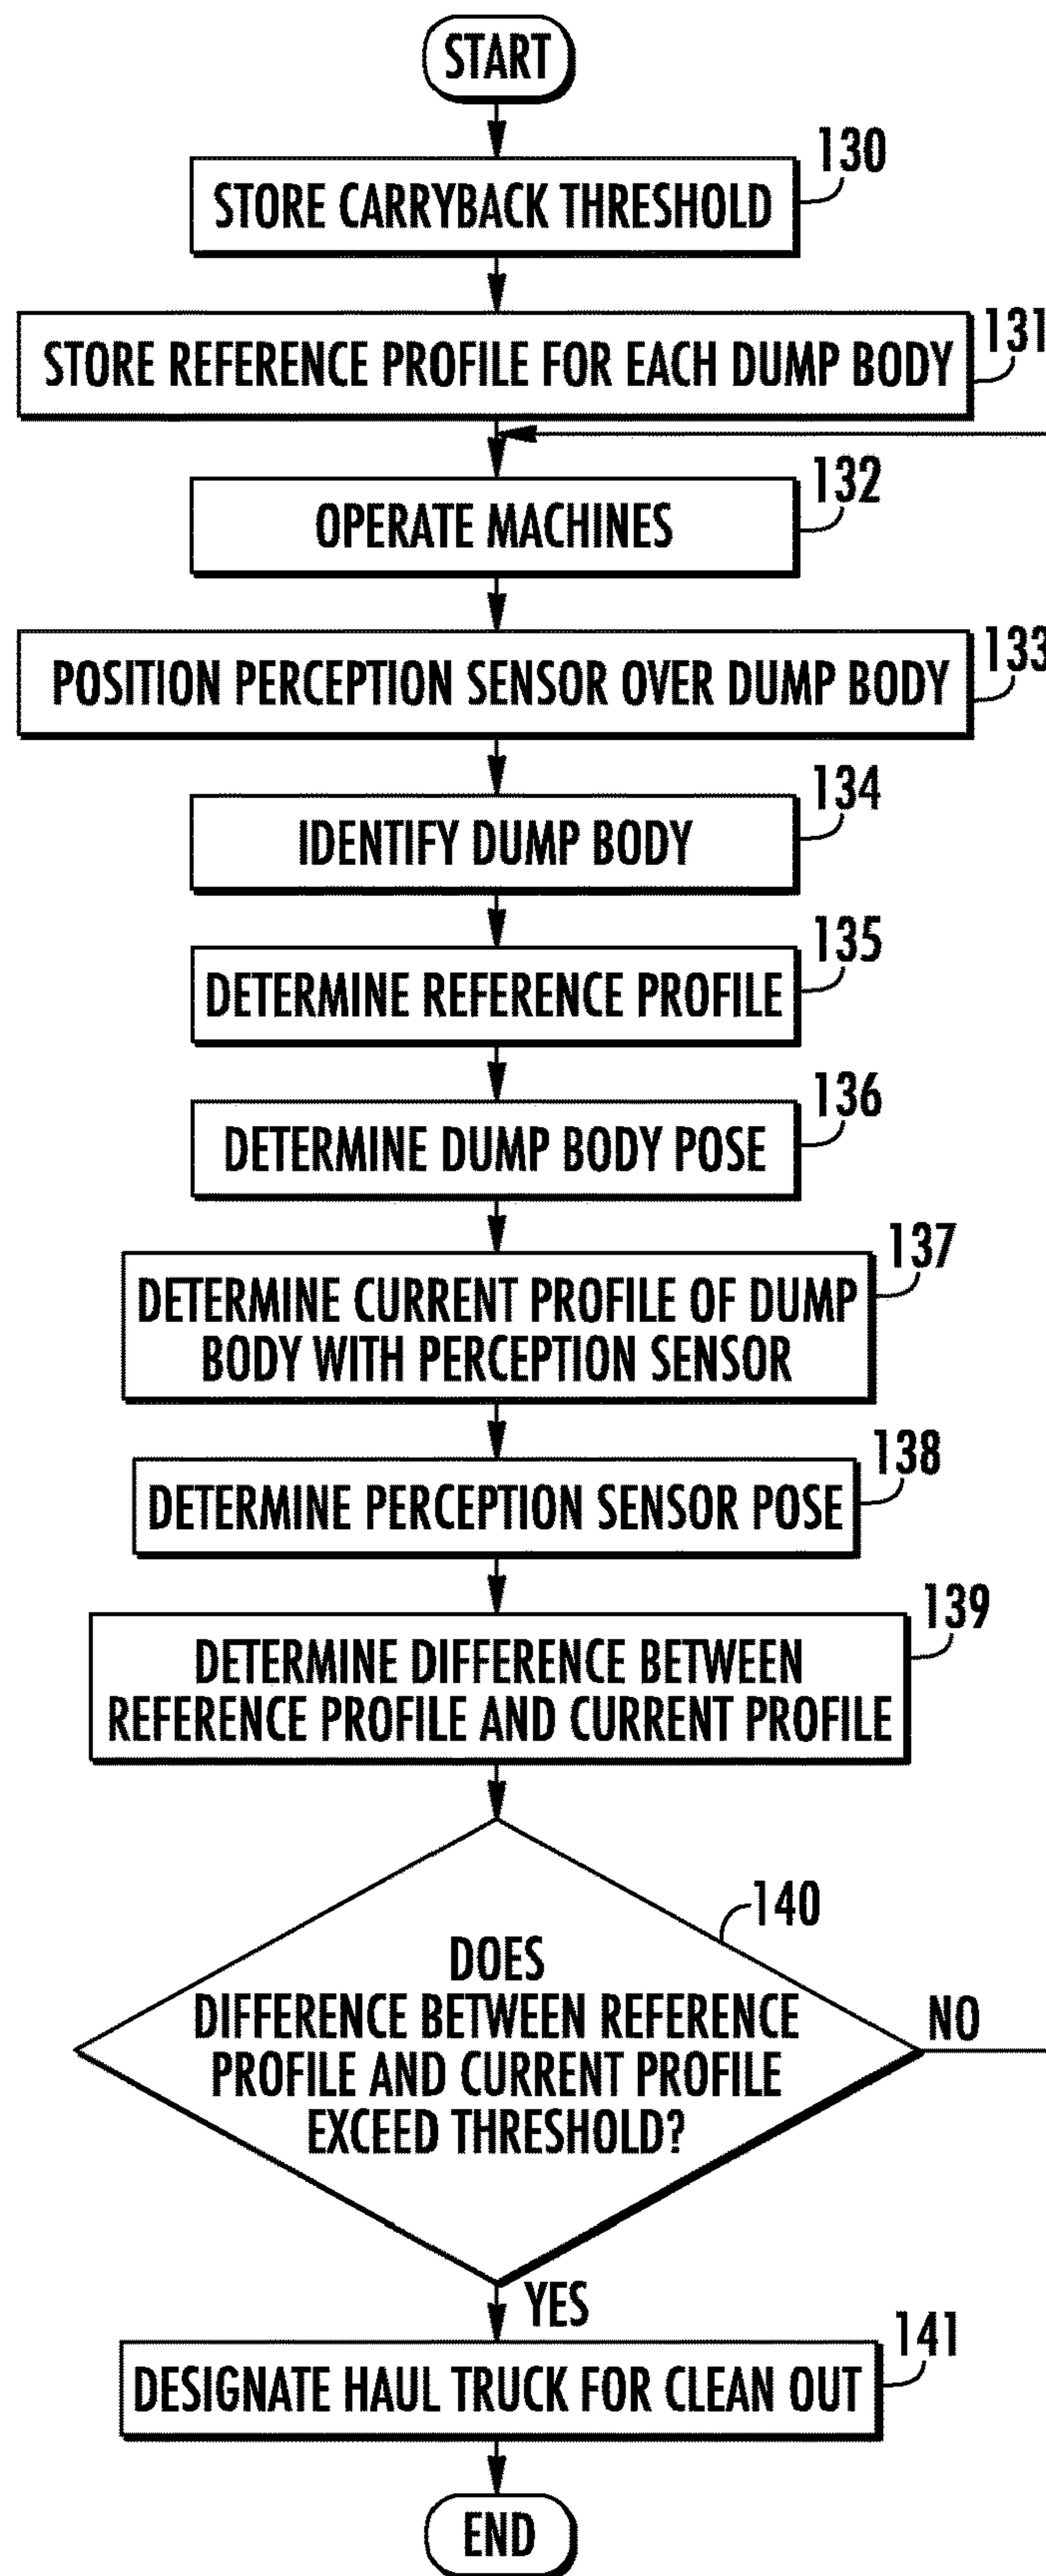 START
130
STORE CARRYBACK THRESHOLD
131
STORE REFERENCE PROFILE FOR EACH DUMP BODY
132
OPERATE MACHINES
133
POSITION PERCEPTION SENSOR OVER DUMP BODY
134
IDENTIFY DUMP BODY
135
DETERMINE REFERENCE PROFILE
136
DETERMINE DUMP BODY POSE
137
DETERMINE CURRENT PROFILE OF DUMP
BODY WITH PERCEPTION SENSOR
138
DETERMINE PERCEPTION SENSOR POSE
139
DETERMINE DIFFERENCE BETWEEN
REFERENCE PROFILE AND CURRENT PROFILE
140
DOES
DIFFERENCE BETWEEN REFERENCE
PROFILE AND CURRENT PROFILE
EXCEED THRESHOLD?
NO
YES
141
DESIGNATE HAUL TRUCK FOR CLEAN OUT
END